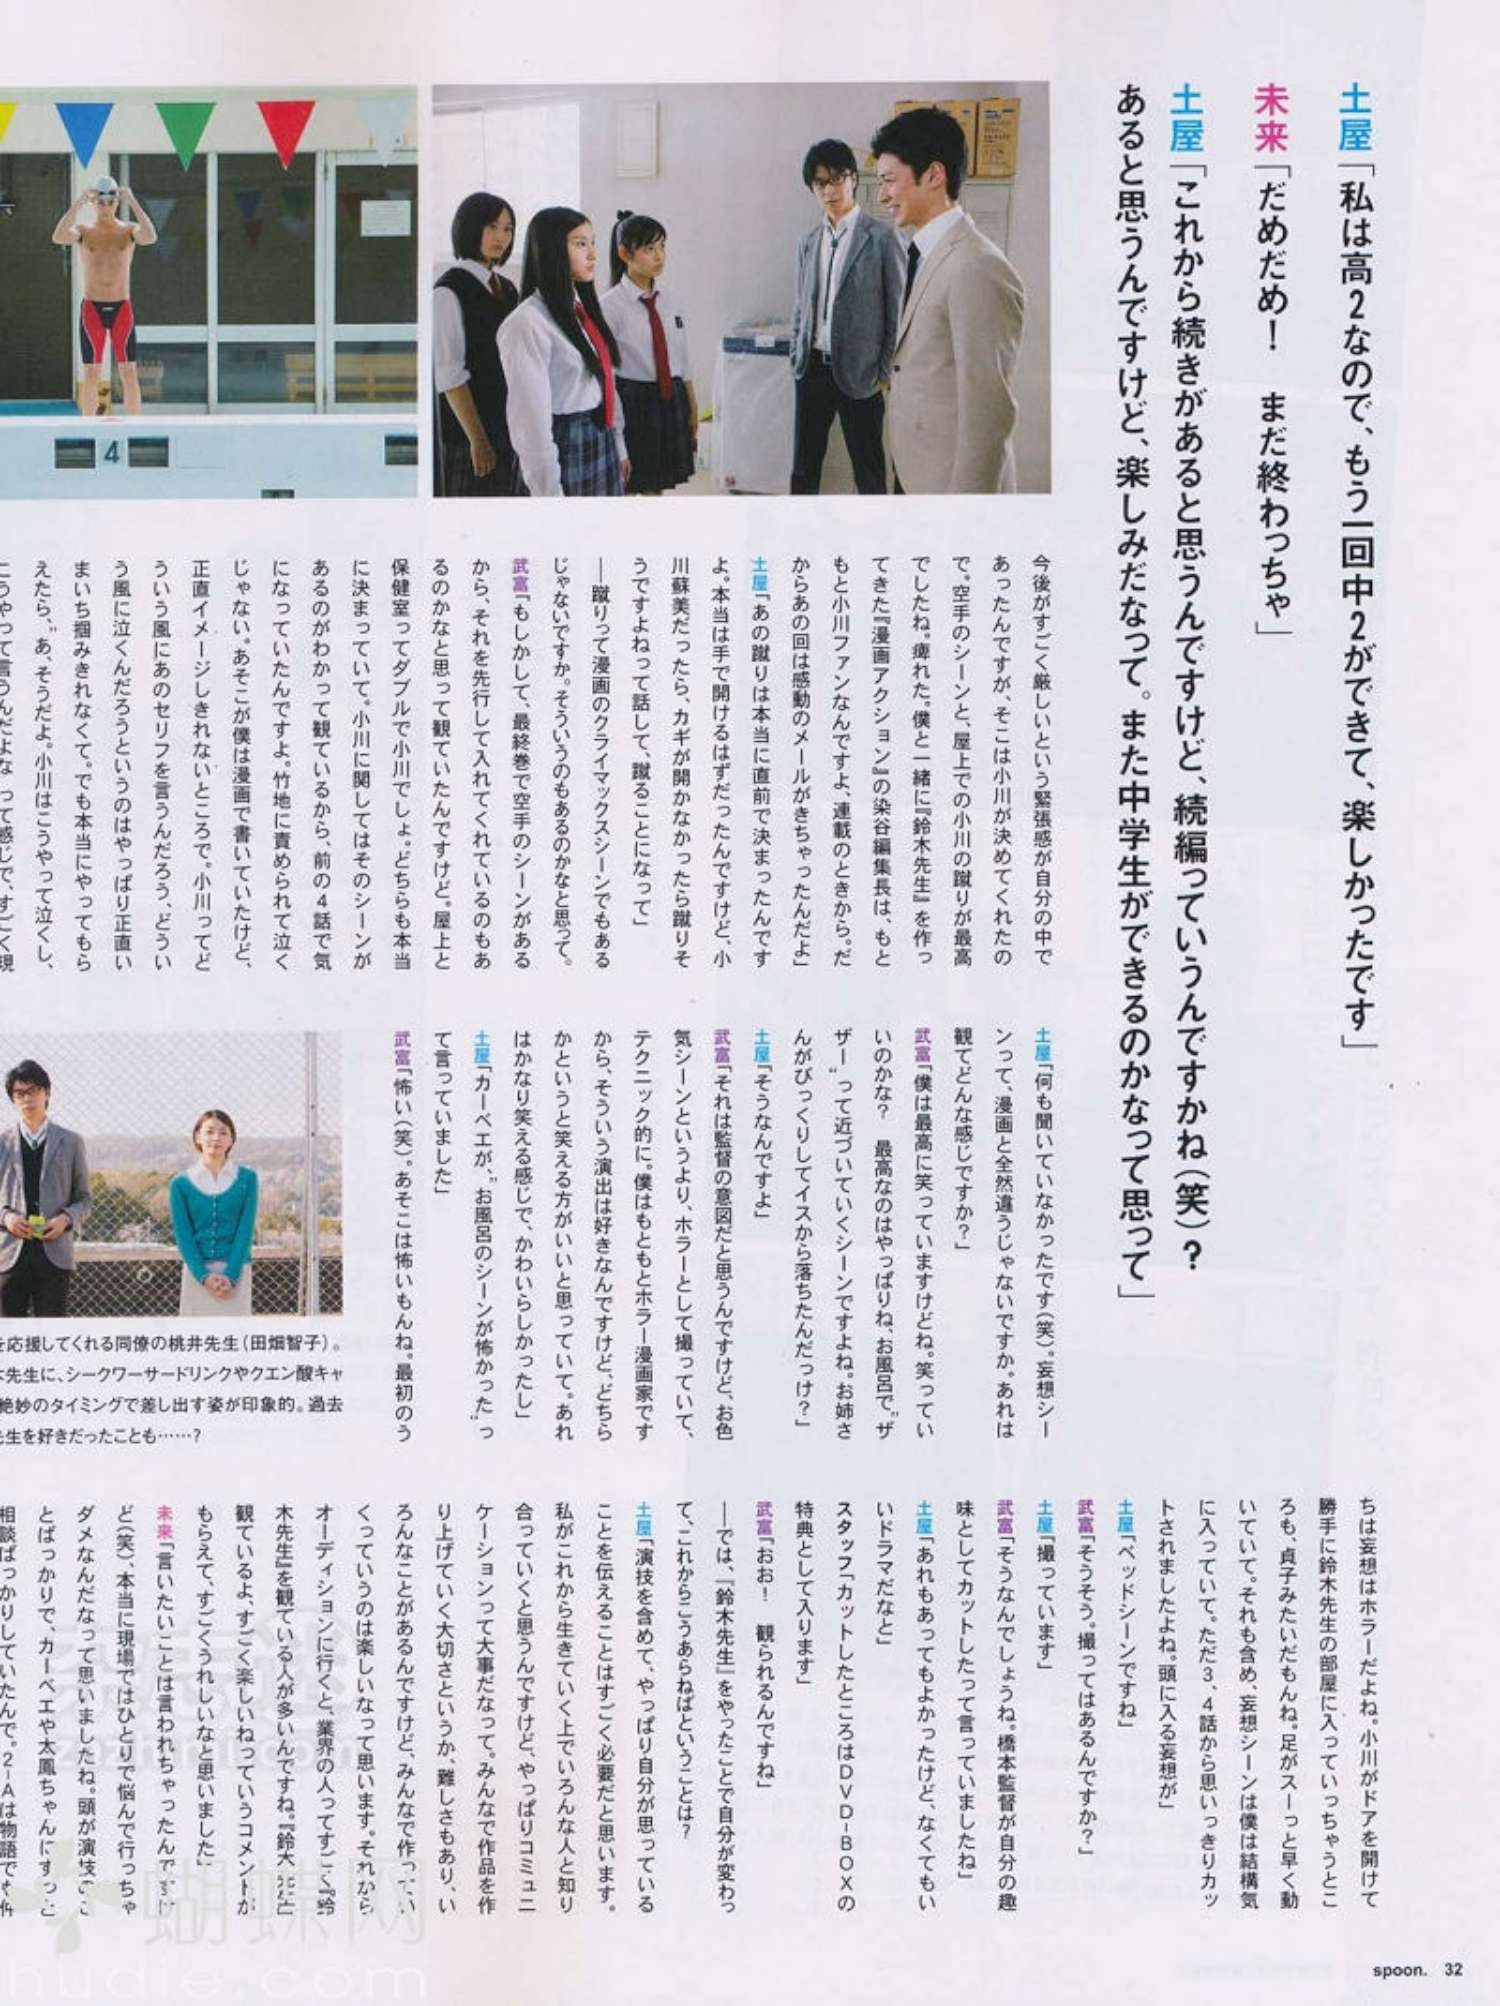 土屋「私は高2なので、もう一回中2ができて、楽しかったです」
未来「だめだめ!　まだ終わっちゃ」
土屋「これから続きがあると思うんですけど、続編っていうんですかね(笑)?
あると思うんですけど、楽しみだなって。また中学生ができるのかなって思って」
4
今後がすごく厳しいという緊張感が自分の中で
あったんですが、そこは小川が決めてくれたの
で。空手のシーンと、屋上での小川の蹴りが最高
でしたね。痺れた。僕と一緒に『鈴木先生』を作っ
てきた『漫画アクション』の染谷編集長は、もと
もと小川ファンなんですよ、連載のときから。だ
からあの回は感動のメールがきちゃったんだよ」
土屋「あの蹴りは本当に直前で決まったんです
よ。本当は手で開けるはずだったんですけど、小
川蘇美だったら、カギが開かなかったら蹴りそ
うですよねって話して、蹴ることになって」
―蹴りって漫画のクライマックスシーンでもある
じゃないですか。そういうのもあるのかなと思って。
武富「もしかして、最終巻で空手のシーンがある
から、それを先行して入れてくれているのもあ
るのかなと思って観ていたんですけど。屋上と
保健室ってダブルで小川でしょ。どちらも本当
に決まっていて。小川に関してはそのシーンが
あるのがわかって観ているから、前の4話で気
になっていたんですよ。竹地に責められて泣く
じゃない。あそこが僕は漫画で書いていたけど、
正直イメージしきれないところで。小川ってど
ういう風にあのセリフを言うんだろう、どうい
う風に泣くんだろうというのはやっぱり正直い
まいち掴みきれなくて。でも本当にやってもら
えたら、“あ、そうだよ。小川はこうやって泣くし、
こうやって言うんだよな”って感じで、すごく現
土屋「何も聞いていなかったです(笑)。妄想シー
ンって、漫画と全然違うじゃないですか。あれは
観てどんな感じですか?」
武富「僕は最高に笑っていますけどね。笑ってい
いのかな?　最高なのはやっぱりね、お風呂で“ザ
ザー”って近づいていくシーンですよね。お姉さ
んがびっくりしてイスから落ちたんだっけ?」
土屋「そうなんですよ」
武富「それは監督の意図だと思うんですけど、お色
気シーンというより、ホラーとして撮っていて、
テクニック的に。僕はもともとホラー漫画家です
から、そういう演出は好きなんですけど、どちら
かというと笑える方がいいと思っていて。あれ
はかなり笑える感じで、かわいらしかったし」
土屋「カーベエが、“お風呂のシーンが怖かった”っ
て言っていました」
武富「怖い(笑)。あそこは怖いもんね。最初のう
を応援してくれる同僚の桃井先生(田畑智子)。
木先生に、シークワーサードリンクやクエン酸キャ
絶妙のタイミングで差し出す姿が印象的。過去
先生を好きだったことも……?
ちは妄想はホラーだよね。小川がドアを開けて
勝手に鈴木先生の部屋に入っていっちゃうとこ
ろも、貞子みたいだもんね。足がスーっと早く動
いていて。それも含め、妄想シーンは僕は結構気
に入っていて。ただ3、4話から思いっきりカッ
トされましたよね。頭に入る妄想が」
土屋「ベッドシーンですね」
武富「そうそう。撮ってはあるんですか?」
土屋「撮っています」
武富「そうなんでしょうね。橋本監督が自分の趣
味としてカットしたって言っていましたね」
土屋「あれもあってもよかったけど、なくてもい
いドラマだなと」
スタッフ「カットしたところはDVD-BOXの
特典として入ります」
武富「おお!　観られるんですね」
―では、『鈴木先生』をやったことで自分が変わっ
て、これからこうあらねばということは?
土屋「演技を含めて、やっぱり自分が思っている
ことを伝えることはすごく必要だと思います。
私がこれから生きていく上でいろんな人と知り
合っていくと思うんですけど、やっぱりコミュニ
ケーションって大事だなって。みんなで作品を作
り上げていく大切さというか、難しさもあり、い
ろんなことがあるんですけど、みんなで作ってい
くっていうのは楽しいなって思います。それから
オーディションに行くと、業界の人ってすごく『鈴
木先生』を観ている人が多いんですね。『鈴木先生』
観ているよ、すごく楽しいねっていうコメントが
もらえて、すごくうれしいなと思いました」
未来「言いたいことは言われちゃったんですけ
ど(笑)、本当に現場ではひとりで悩んで行っちゃ
ダメなんだなって思いましたね。頭が演技のこ
とばっかりで、カーベエや太鳳ちゃんにずっと
相談ばっかりしていたんで。2-Aは物語で
蝴蝶网
hudie.com
zazhimi.com
spoon. 32